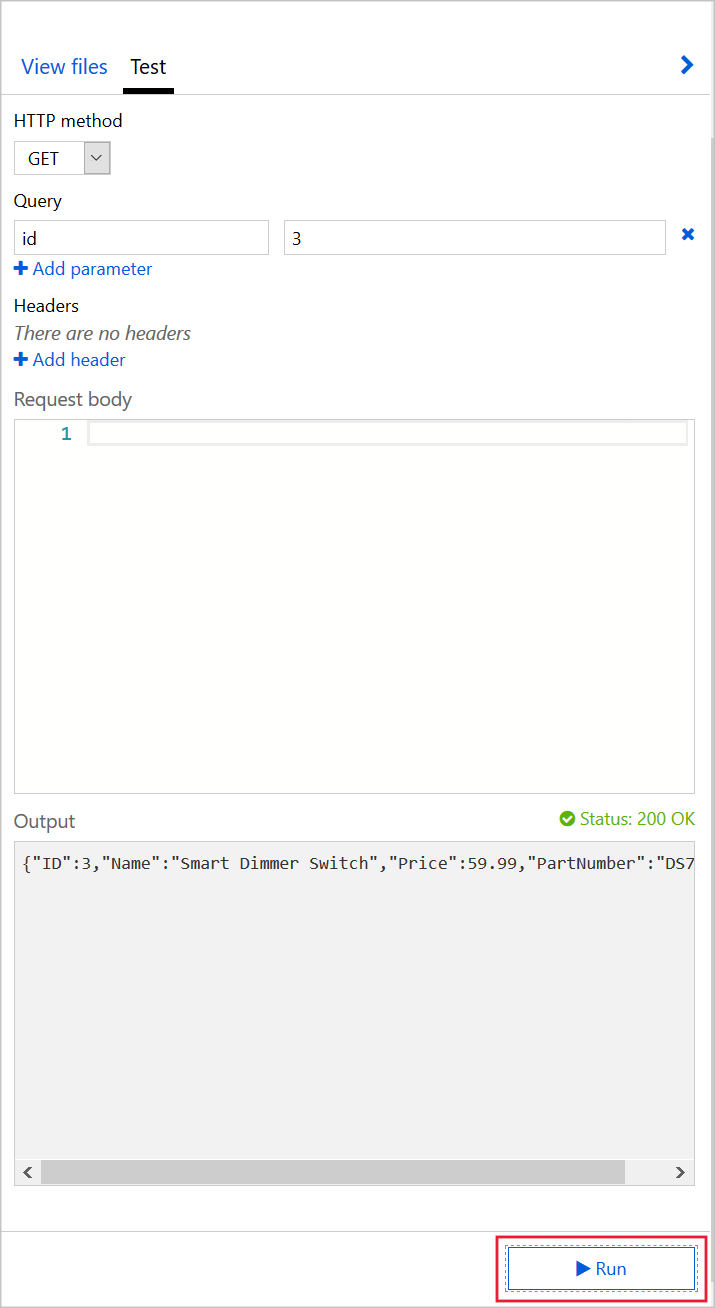 View files Test
HTTP method
GET
Query
id 3
Add parameter
Headers
There are no headers
Add header
Request body
1
Output Status: 200 OK
{"ID":3,"Name":"Smart Dimmer Switch","Price":59.99,"PartNumber":"DS7
Run